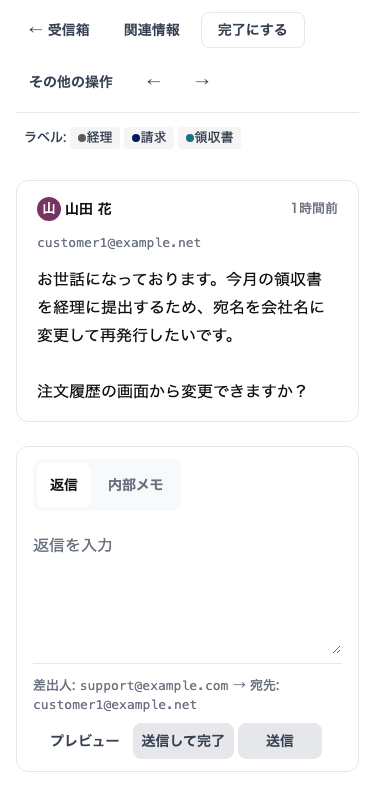 ← 受信箱 関連情報 完了にする
その他の操作 ← →
ラベル: 経理 請求 領収書
山 山田 花 1時間前
customer1@example.net
お世話になっております。今月の領収書
を経理に提出するため、宛名を会社名に
変更して再発行したいです。
注文履歴の画面から変更できますか？
返信 内部メモ
返信を入力
差出人: support@example.com → 宛先:
customer1@example.net
プレビュー 送信して完了 送信